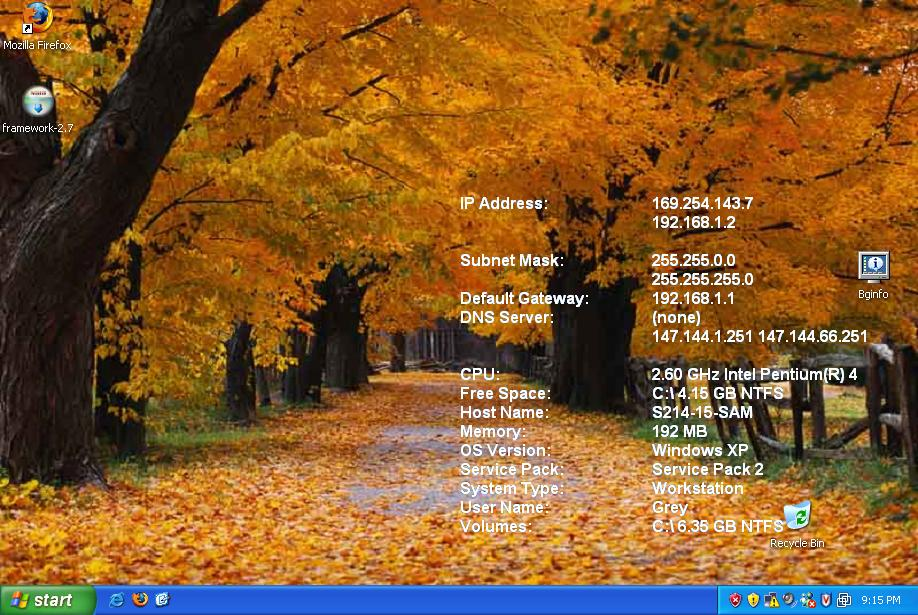 Mozilla Firefox
framework-2.7
IP Address: 169.254.143.7
192.168.1.2
Subnet Mask: 255.255.0.0
255.255.255.0
Default Gateway: 192.168.1.1
DNS Server: (none)
147.144.1.251 147.144.66.251
Bginfo
CPU: 2.60 GHz Intel Pentium(R) 4
Free Space: C:\ 4.15 GB NTFS
Host Name: S214-15-SAM
Memory: 192 MB
OS Version: Windows XP
Service Pack: Service Pack 2
System Type: Workstation
User Name: Grey
Volumes: C:\ 6.35 GB NTFS
Recycle Bin
start
9:15 PM